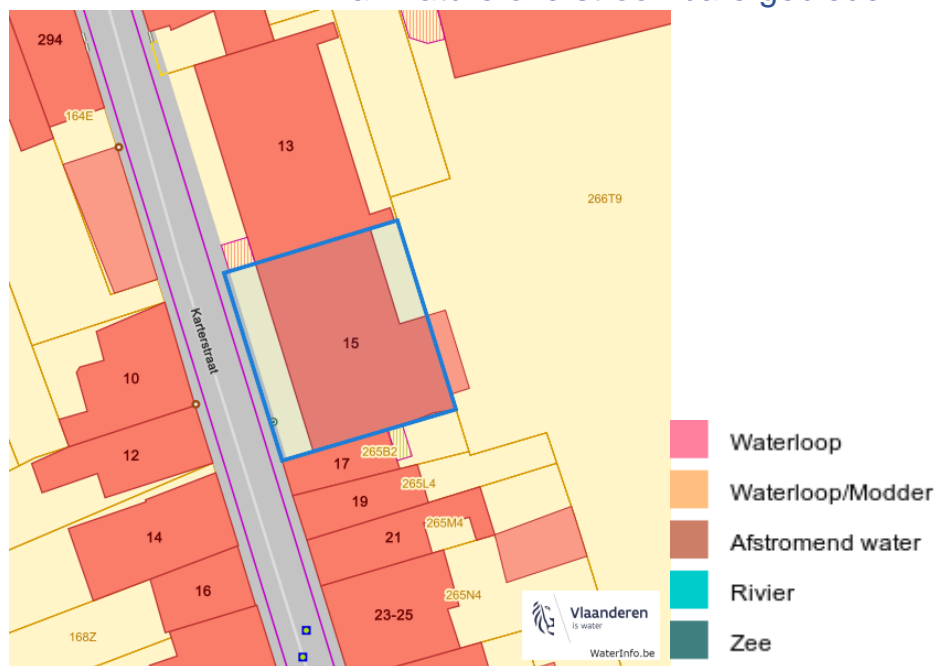 294
164E
13
266T9
Karterstraat
15
10
12
265B2
17
265L4
19
14
265M4
21
16
265N4
23-25
168Z
Vlaanderen
is water
WaterInfo.be
Waterloop
Waterloop/Modder
Afstromend water
Rivier
Zee